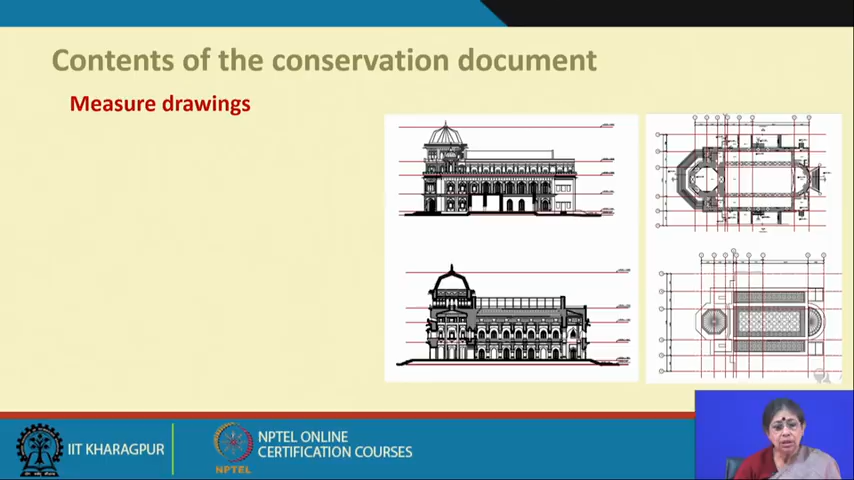 Contents of the conservation document
Measure drawings
IIT KHARAGPUR
NPTEL
NPTEL ONLINE
CERTIFICATION COURSES